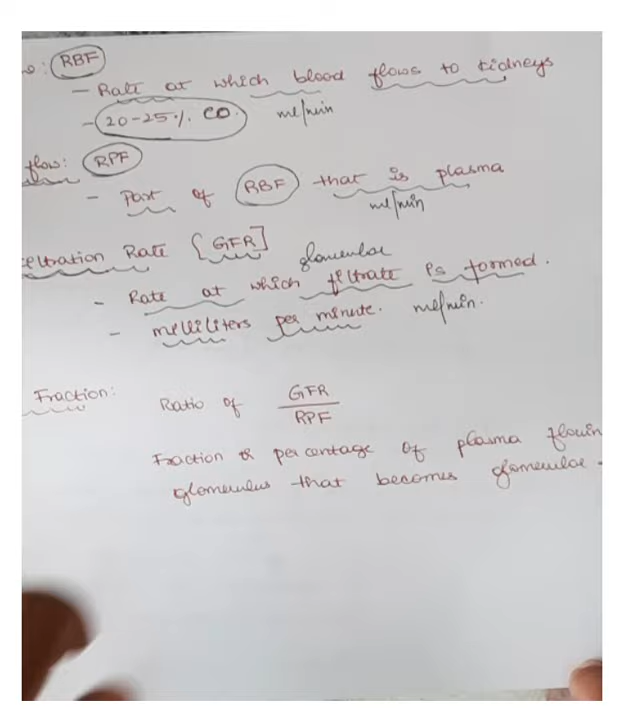 : RBF
- Rate at which blood flows to kidneys
- 20-25% CO. ml/min
flow: RPF
- Part of RBF that is plasma
ml/min
Rate {GFR] glomerular
- Rate at which filtrate is formed.
- milliliters per minute. ml/min.
Fraction: Ratio of GFR
RPF
Fraction or percentage of plasma
glomerulus that becomes glomerular